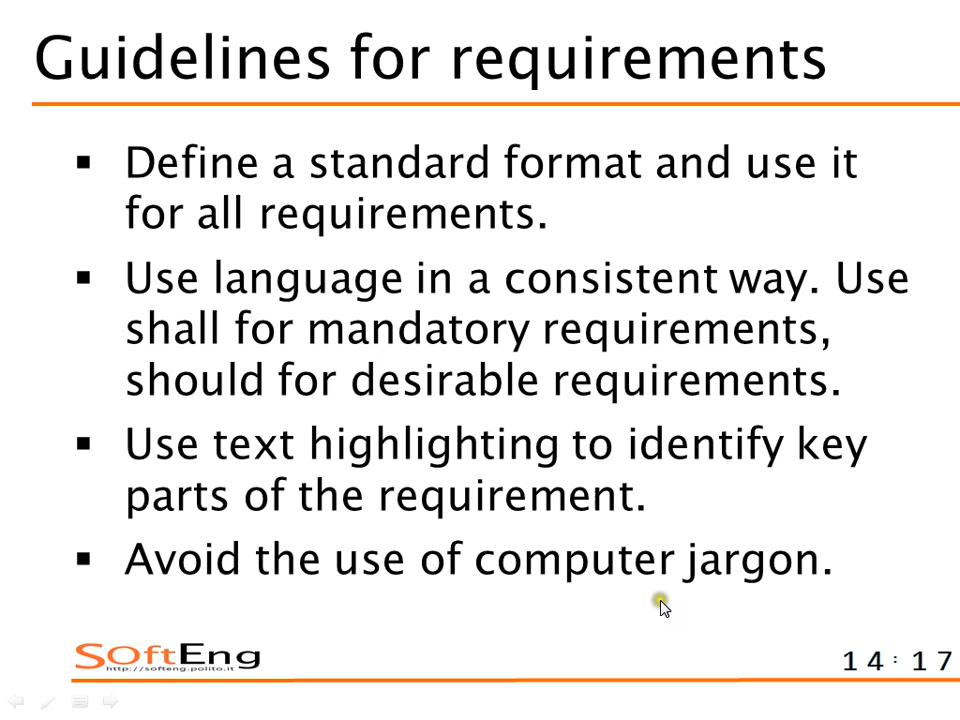 Guidelines for requirements
▪ Define a standard format and use it
for all requirements.
▪ Use language in a consistent way. Use
shall for mandatory requirements,
should for desirable requirements.
▪ Use text highlighting to identify key
parts of the requirement.
▪ Avoid the use of computer jargon.
SOftEng
http://softeng.polito.it
14:17